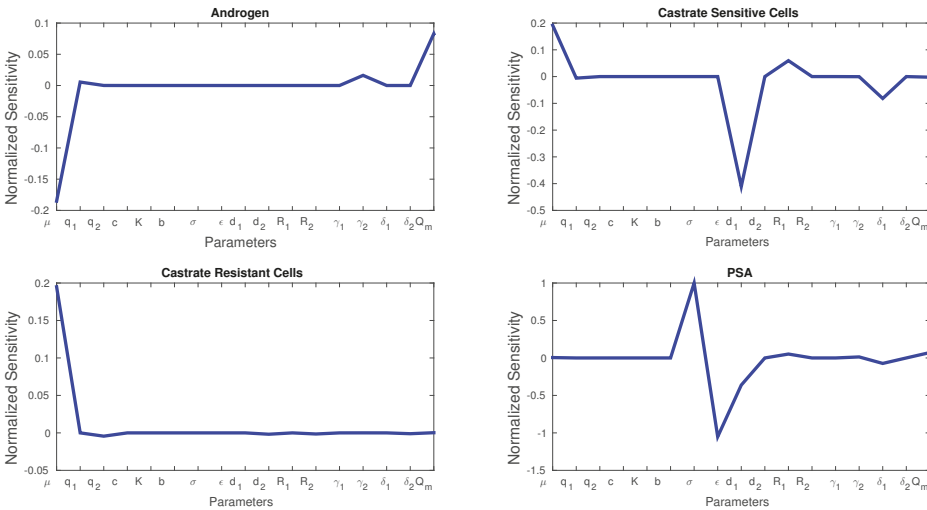 Androgen
Normalized Sensitivity
0.1
0.05
0
-0.05
-0.1
-0.15
-0.2
μ q1 q2 c K b σ ϵ d1 d2 R1 R2 γ1 γ2 δ1 δ2 Qm
Parameters
Castrate Sensitive Cells
Normalized Sensitivity
0.2
0.1
0
-0.1
-0.2
-0.3
-0.4
-0.5
μ q1 q2 c K b σ ϵ d1 d2 R1 R2 γ1 γ2 δ1 δ2 Qm
Parameters
Castrate Resistant Cells
Normalized Sensitivity
0.2
0.15
0.1
0.05
0
-0.05
μ q1 q2 c K b σ ϵ d1 d2 R1 R2 γ1 γ2 δ1 δ2 Qm
Parameters
PSA
Normalized Sensitivity
1
0.5
0
-0.5
-1
-1.5
μ q1 q2 c K b σ ϵ d1 d2 R1 R2 γ1 γ2 δ1 δ2 Qm
Parameters